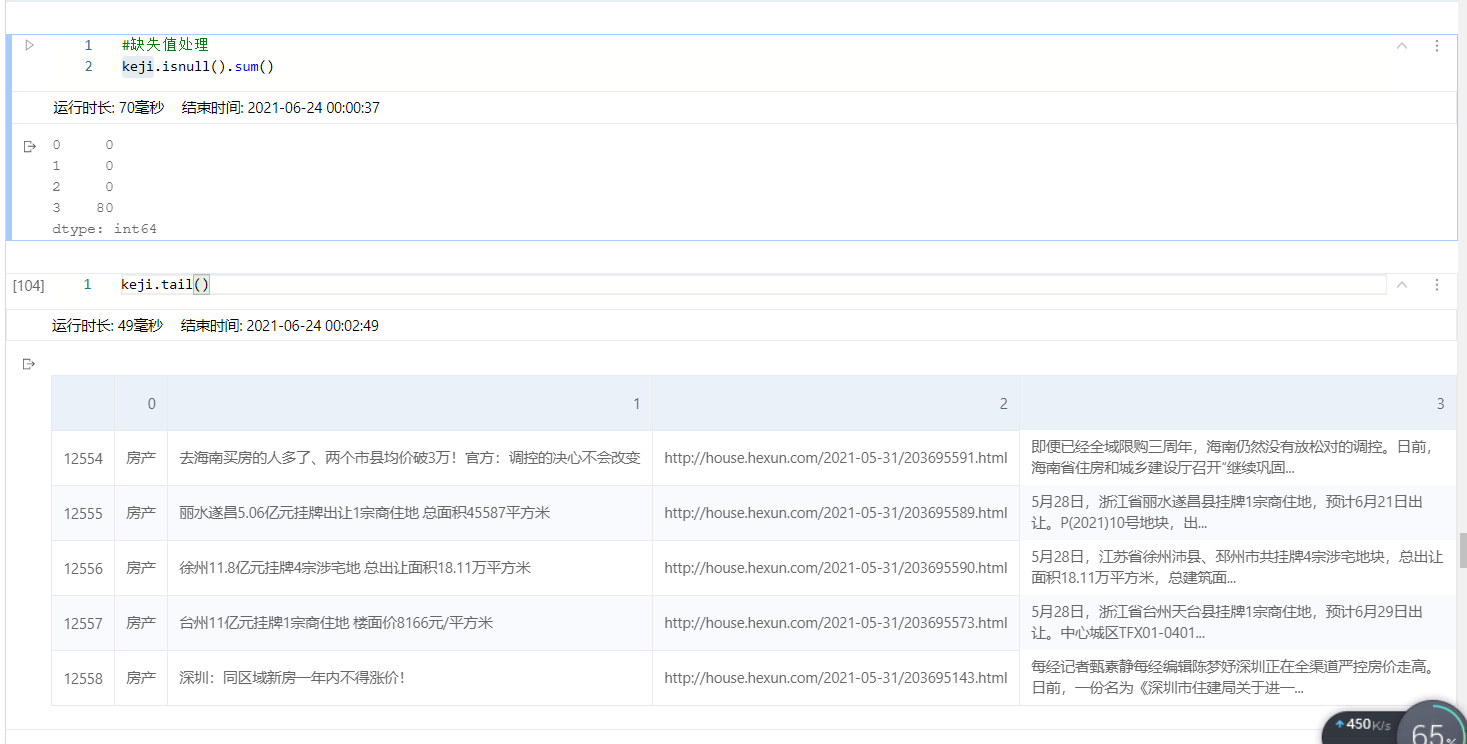 1 #缺失值处理
2 keji.isnull().sum()
运行时长: 70毫秒 结束时间: 2021-06-24 00:00:37
0 0
1 0
2 0
3 80
dtype: int64
[104] 1 keji.tail()
运行时长: 49毫秒 结束时间: 2021-06-24 00:02:49
0 1 2 3
12554 房产 去海南买房的人多了、两个市县均价破3万！官方：调控的决心不会改变 http://house.hexun.com/2021-05-31/203695591.html 即便已经全域限购三周年，海南仍然没有放松对的调控。日前，
海南省住房和城乡建设厅召开“继续巩固...
12555 房产 丽水遂昌5.06亿元挂牌出让1宗商住地 总面积45587平方米 http://house.hexun.com/2021-05-31/203695589.html 5月28日，浙江省丽水遂昌县挂牌1宗商住地，预计6月21日出
让。P(2021)10号地块，出...
12556 房产 徐州11.8亿元挂牌4宗涉宅地 总出让面积18.11万平方米 http://house.hexun.com/2021-05-31/203695590.html 5月28日，江苏省徐州沛县、邳州市共挂牌4宗涉宅地块，总出让
面积18.11万平方米，总建筑面...
12557 房产 台州11亿元挂牌1宗商住地 楼面价8166元/平方米 http://house.hexun.com/2021-05-31/203695573.html 5月28日，浙江省台州天台县挂牌1宗商住地，预计6月29日出
让。中心城区TFX01-0401...
12558 房产 深圳：同区域新房一年内不得涨价！ http://house.hexun.com/2021-05-31/203695143.html 每经记者甄素静每经编辑陈梦妤深圳正在全渠道严控房价走高。
日前，一份名为《深圳市住建局关于进一...
450K/s 65%